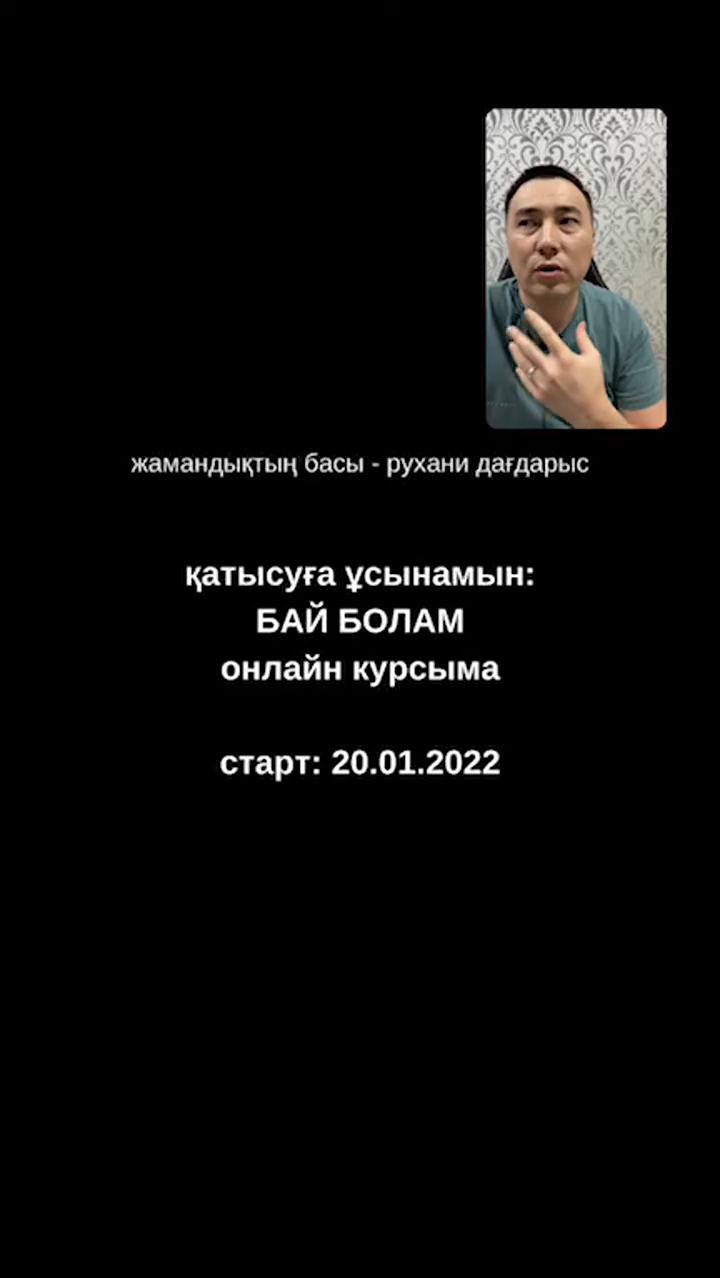 жамандықтың басы - рухани дағдарыс
қатысуға ұсынамын:
БАЙ БОЛАМ
онлайн курсыма
старт: 20.01.2022